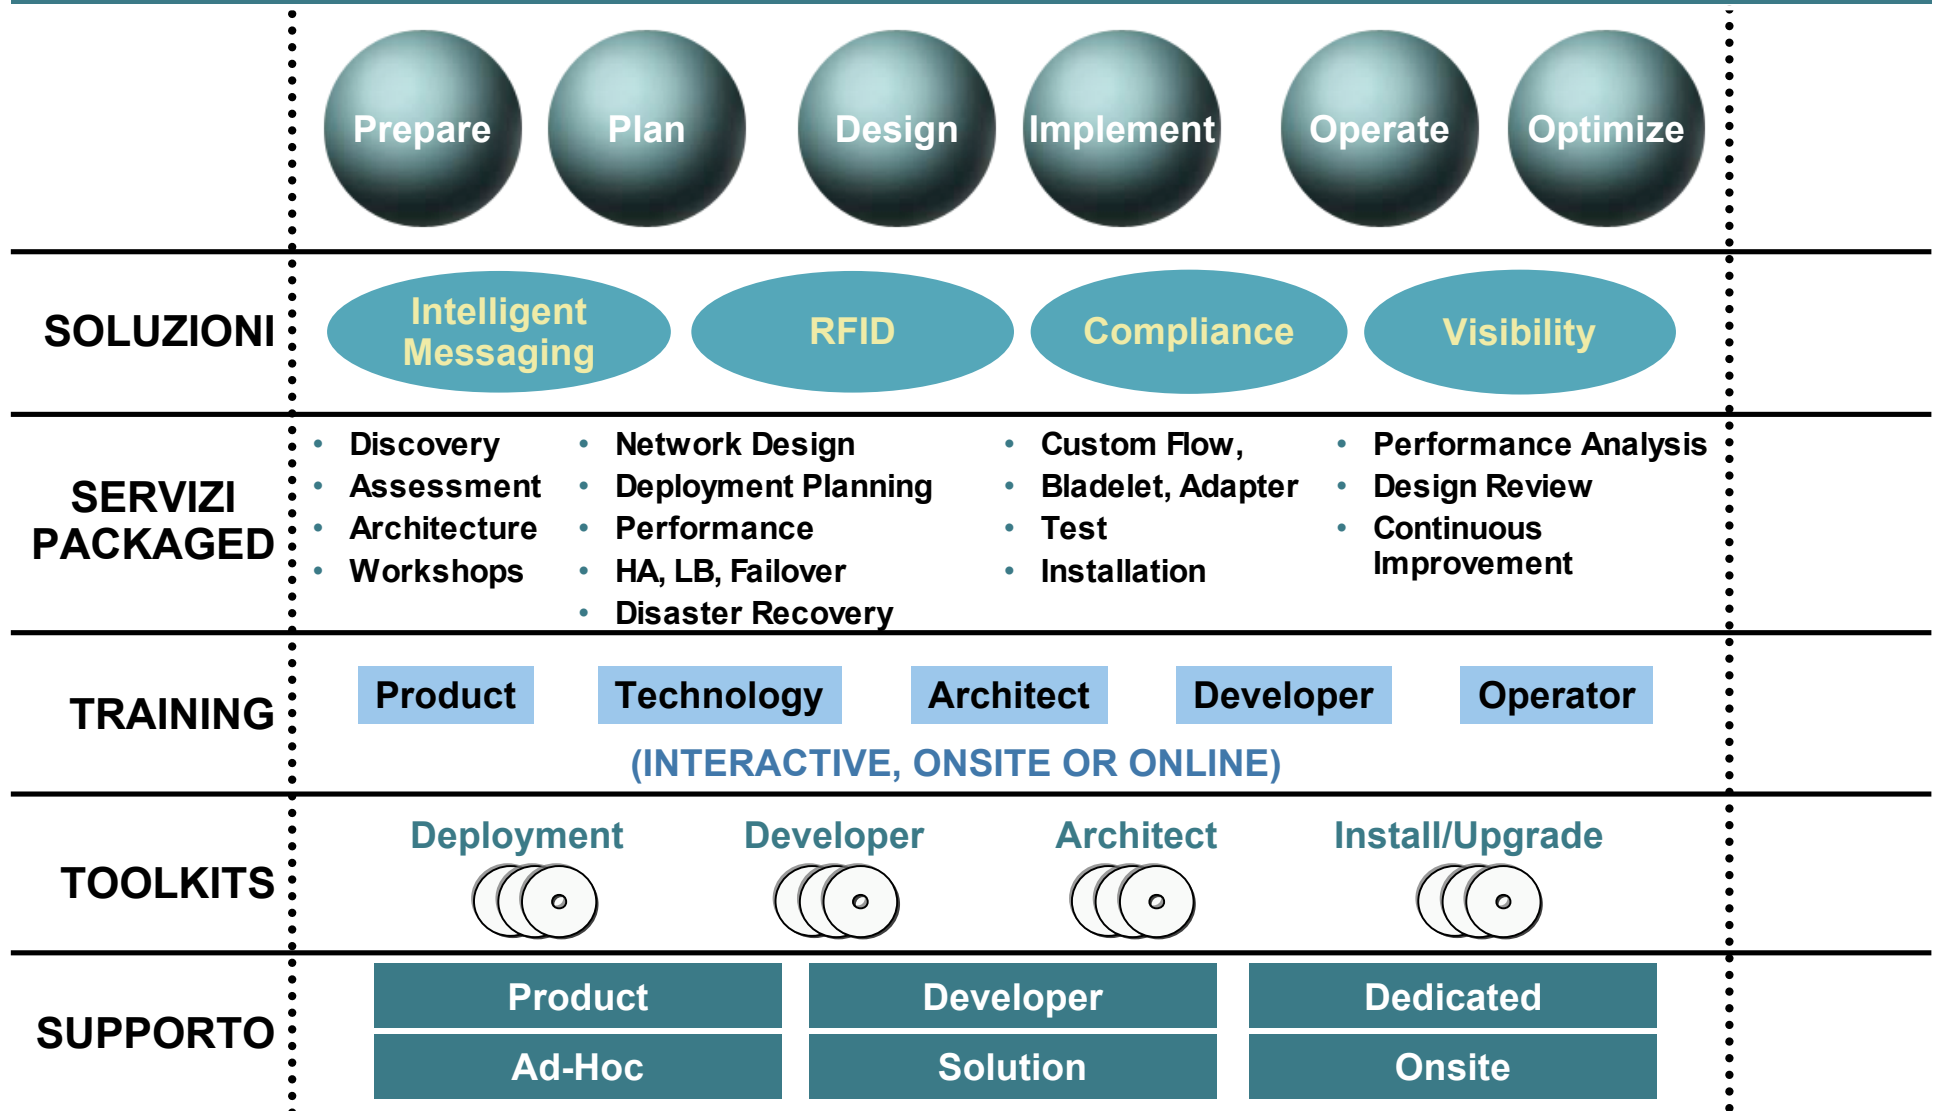 Prepare Plan Design Implement Operate Optimize
SOLUZIONI
Intelligent
Messaging
RFID
Compliance
Visibility
SERVIZI
PACKAGED
• Discovery
• Assessment
• Architecture
• Workshops
• Network Design
• Deployment Planning
• Performance
• HA, LB, Failover
• Disaster Recovery
• Custom Flow,
• Bladelet, Adapter
• Test
• Installation
• Performance Analysis
• Design Review
• Continuous
Improvement
TRAINING
Product Technology Architect Developer Operator
(INTERACTIVE, ONSITE OR ONLINE)
TOOLKITS
Deployment Developer Architect Install/Upgrade
SUPPORTO
Product Developer Dedicated
Ad-Hoc Solution Onsite